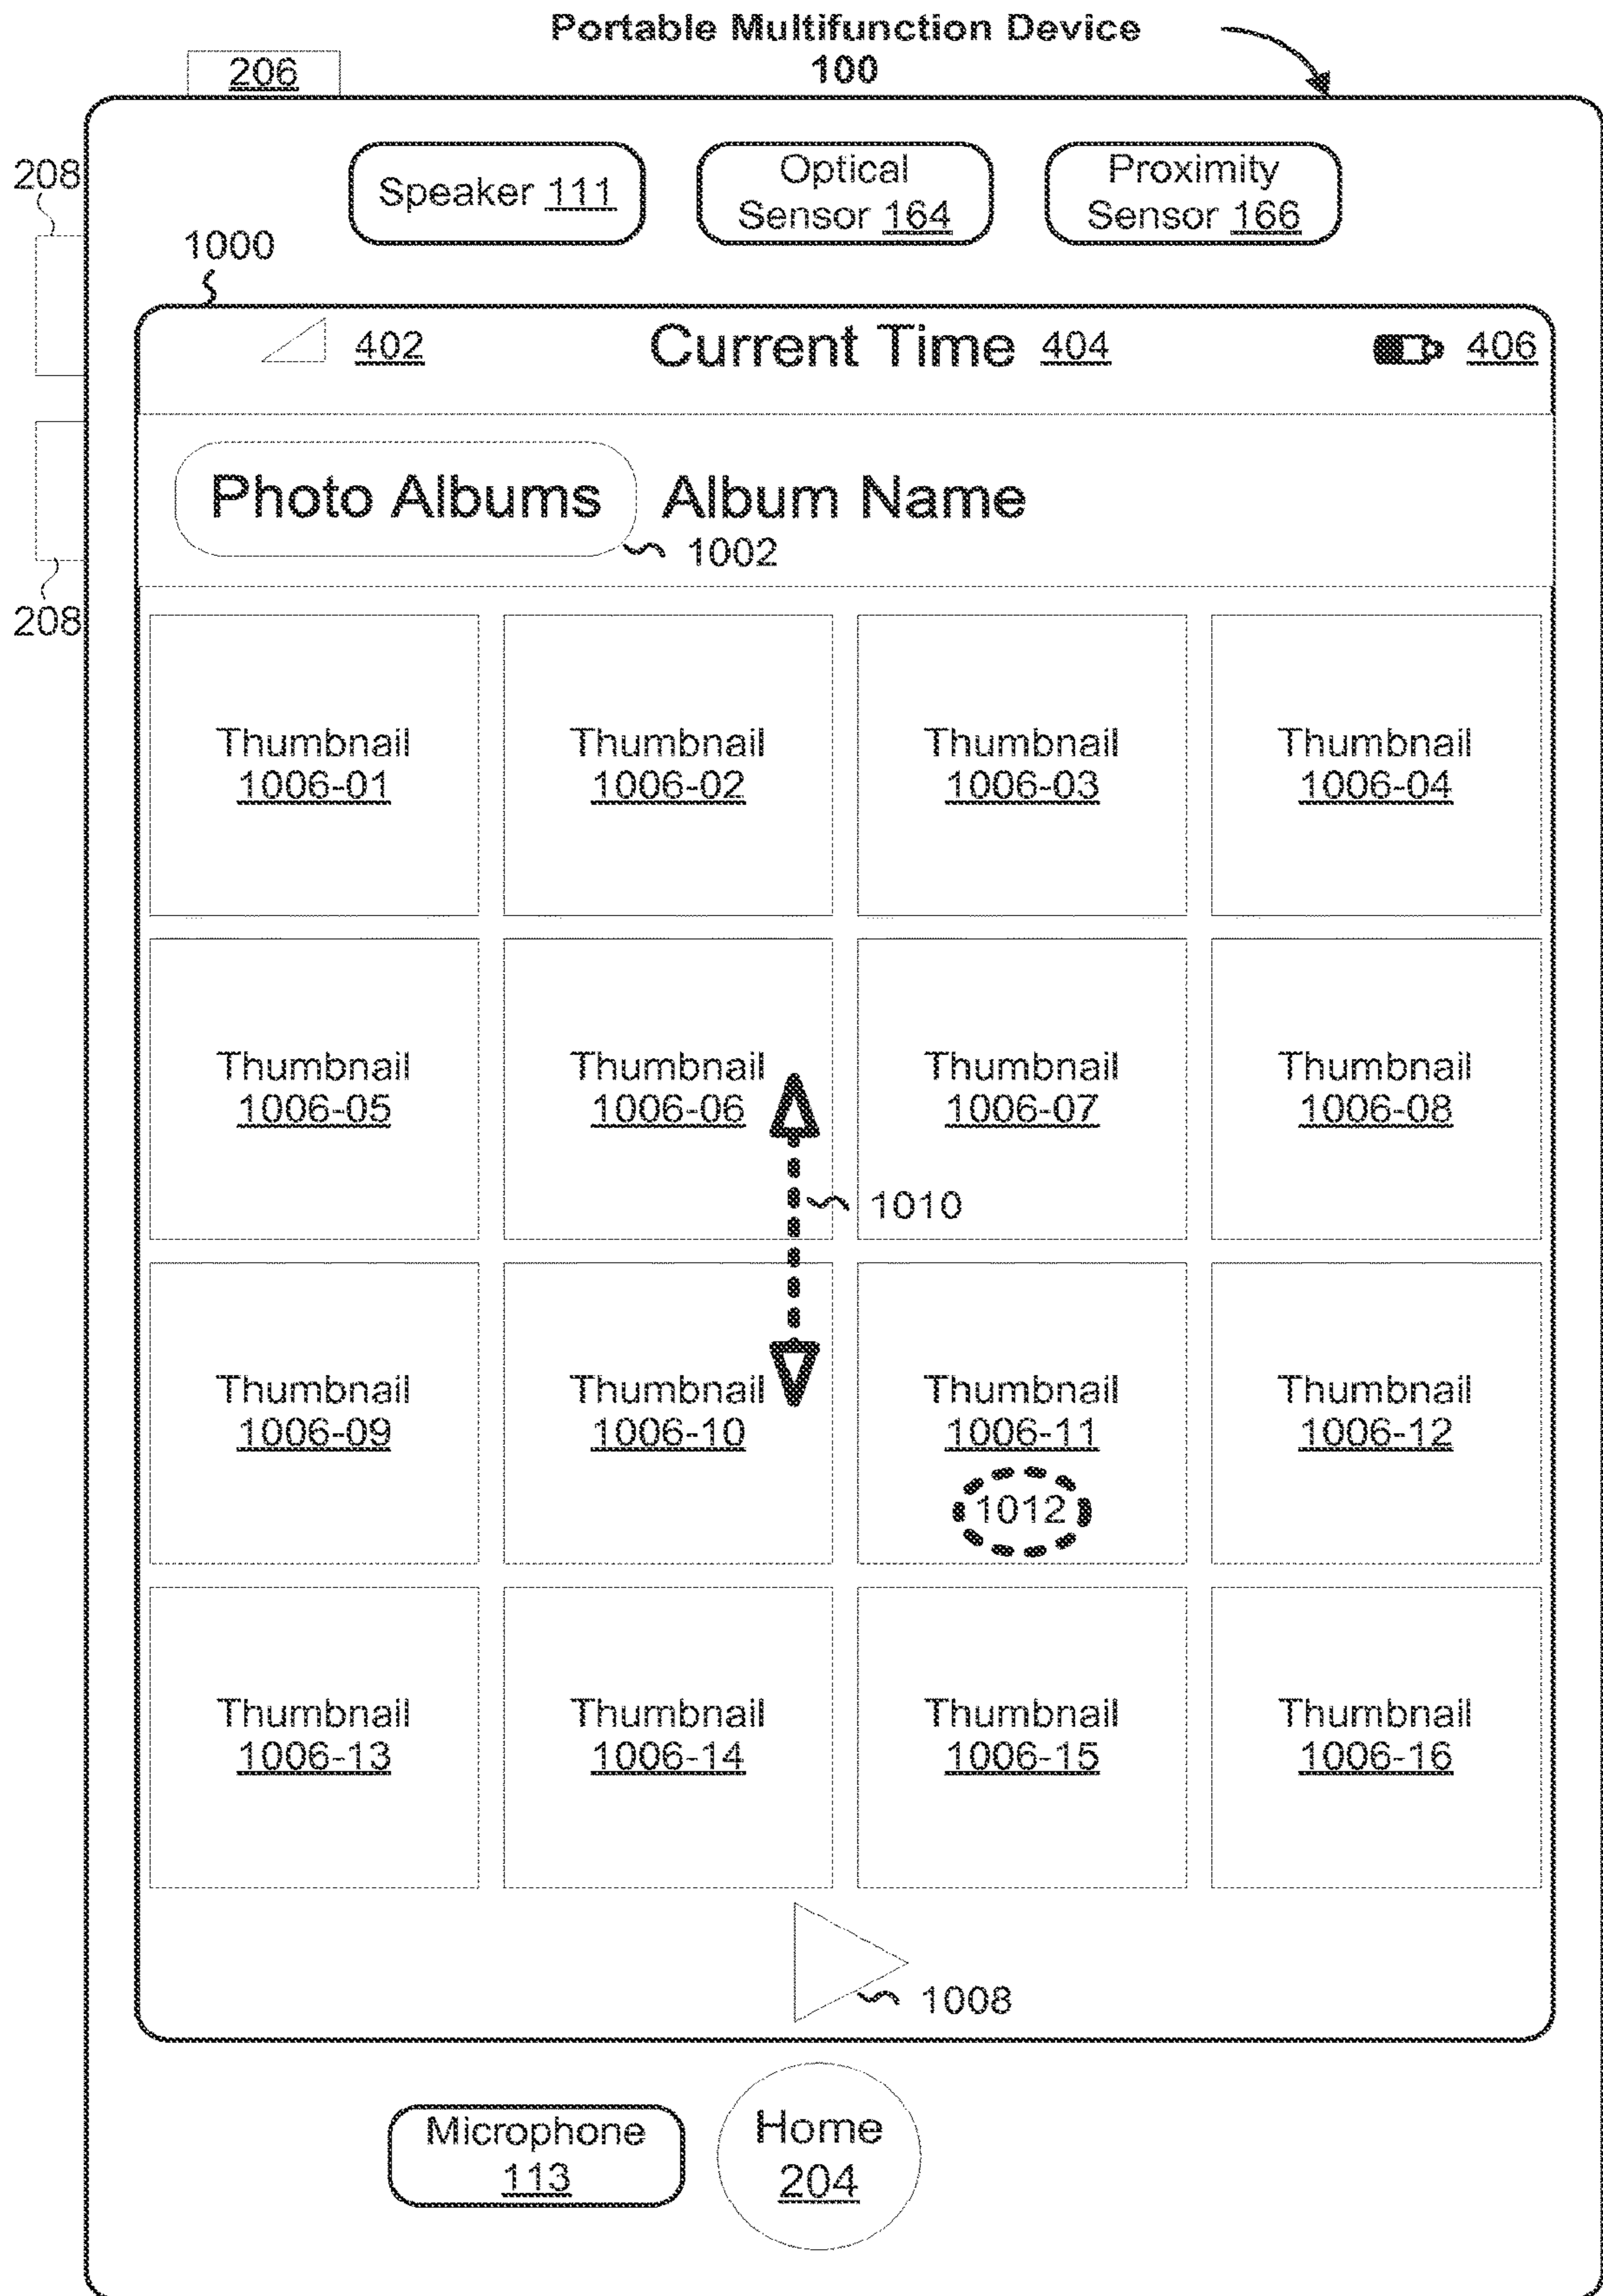 Portable Multifunction Device
100
206
208
Speaker 111
Optical
Sensor 164
Proximity
Sensor 166
1000
402
Current Time 404
406
Photo Albums
Album Name
1002
208
Thumbnail
1006-01
Thumbnail
1006-02
Thumbnail
1006-03
Thumbnail
1006-04
Thumbnail
1006-05
Thumbnail
1006-06
Thumbnail
1006-07
Thumbnail
1006-08
1010
Thumbnail
1006-09
Thumbnail
1006-10
Thumbnail
1006-11
Thumbnail
1006-12
1012
Thumbnail
1006-13
Thumbnail
1006-14
Thumbnail
1006-15
Thumbnail
1006-16
1008
Microphone
113
Home
204